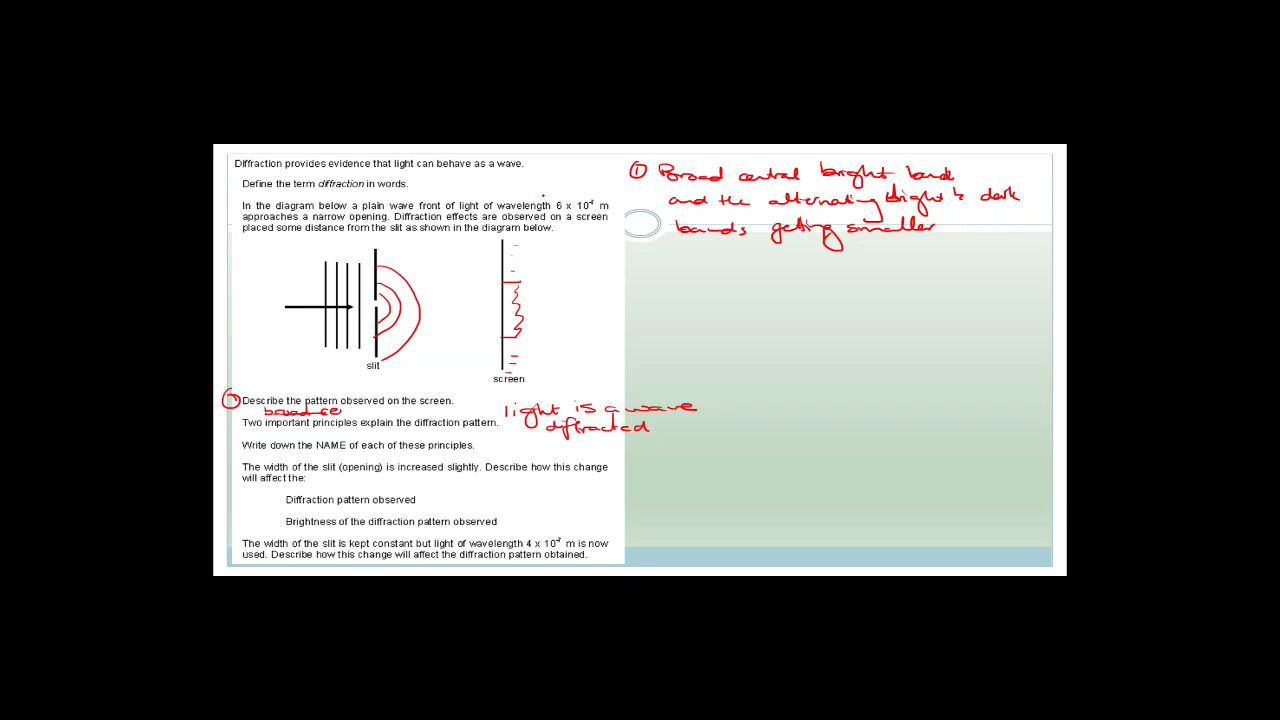 Diffraction provides evidence that light can behave as a wave.
Define the term diffraction in words.
In the diagram below a plain wave front of light of wavelength 6 x 10⁻⁷ m
approaches a narrow opening. Diffraction effects are observed on a screen
placed some distance from the slit as shown in the diagram below.
slit
screen
① Describe the pattern observed on the screen.
Two important principles explain the diffraction pattern.
light is a wave
diffracted
Write down the NAME of each of these principles.
The width of the slit (opening) is increased slightly. Describe how this change
will affect the:
Diffraction pattern observed
Brightness of the diffraction pattern observed
The width of the slit is kept constant but light of wavelength 4 x 10⁻⁷ m is now
used. Describe how this change will affect the diffraction pattern obtained.
① Broad central bright band
and the alternating bright & dark
bands getting smaller